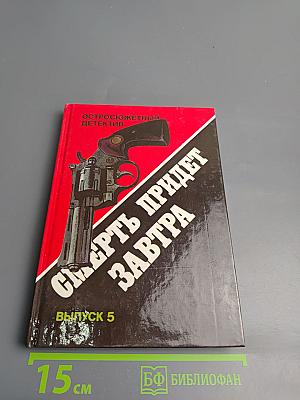 ОСТРОСЮЖЕТНЫЙ
ДЕТЕКТИВ
СМЕРТЬ ПРИДЕТ
ЗАВТРА
ВЫПУСК 5
15 см
БФ БИБЛИОФАН